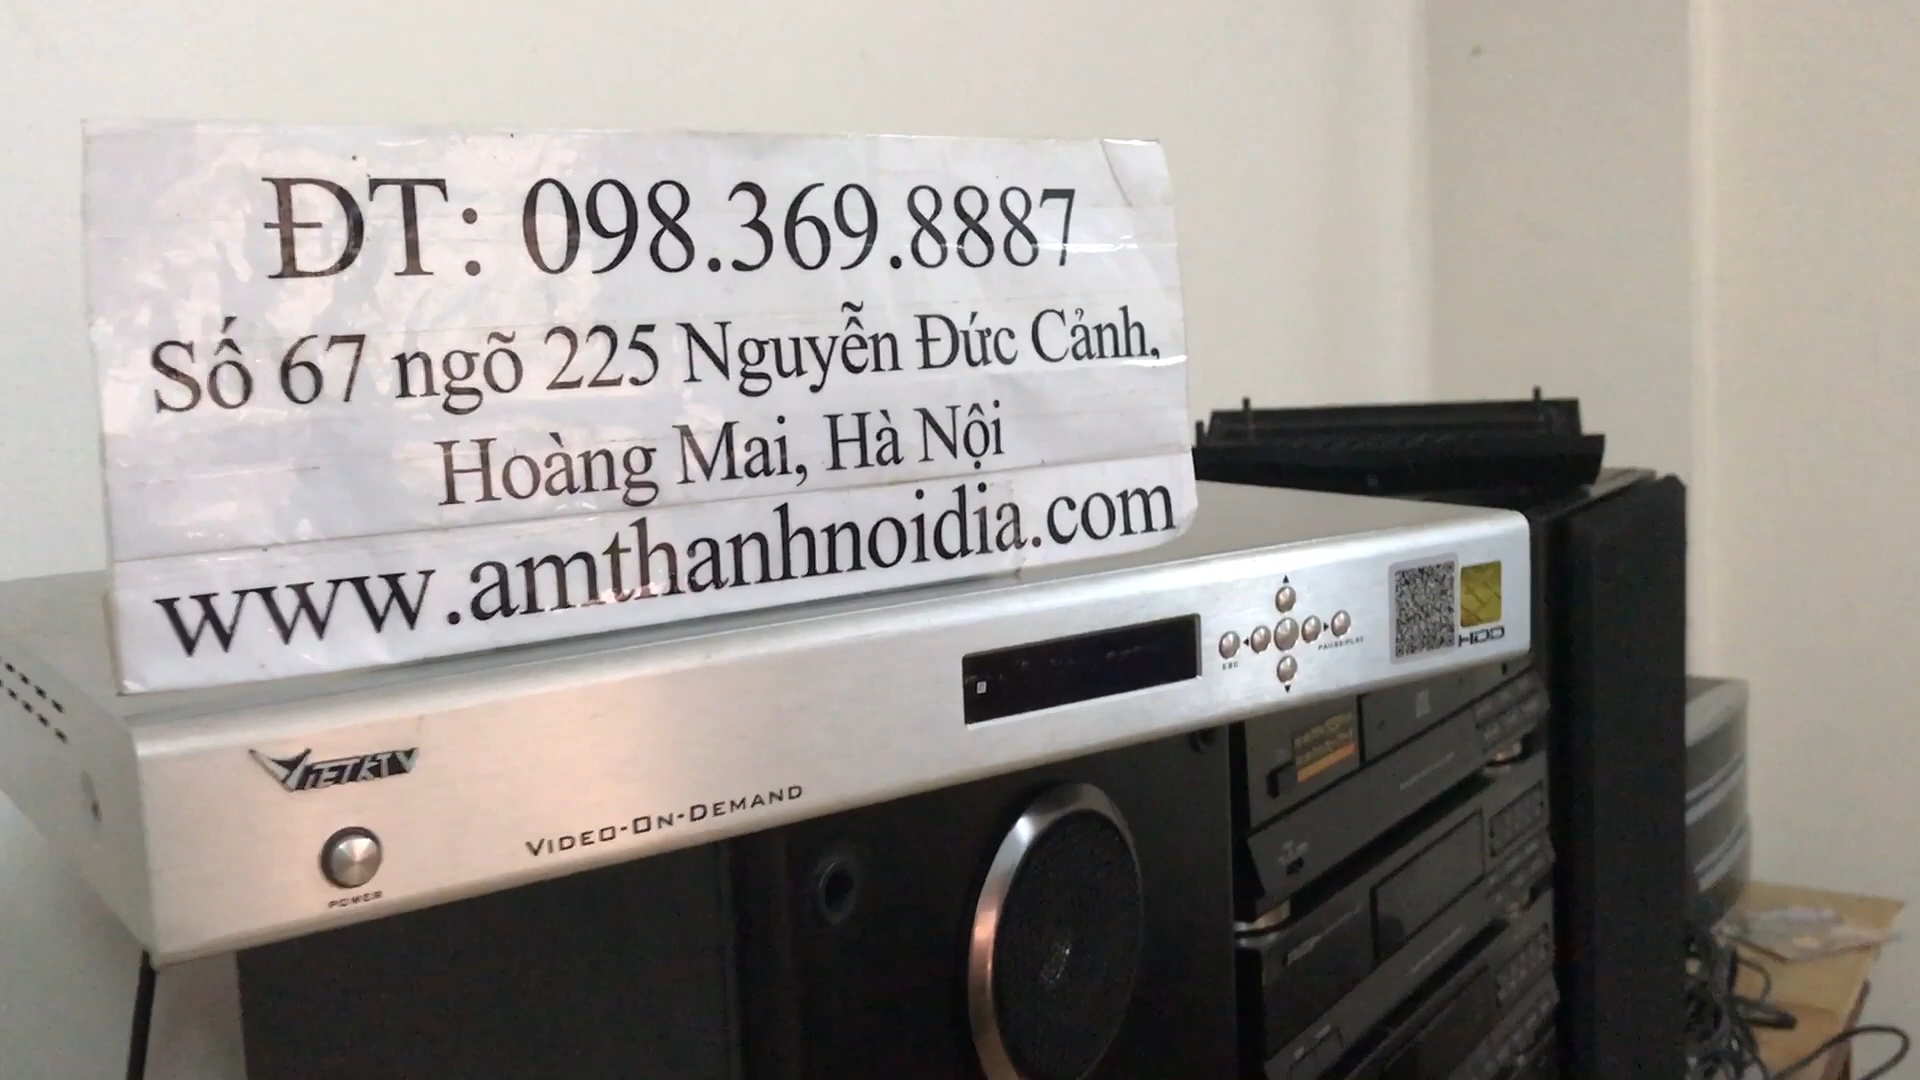 ĐT: 098.369.8887
Số 67 ngõ 225 Nguyễn Đức Cảnh,
Hoàng Mai, Hà Nội
www.amthanhnoidia.com
VIETKTV
VIDEO-ON-DEMAND
POWER
ESC
PAUSE/PLAY
HDD